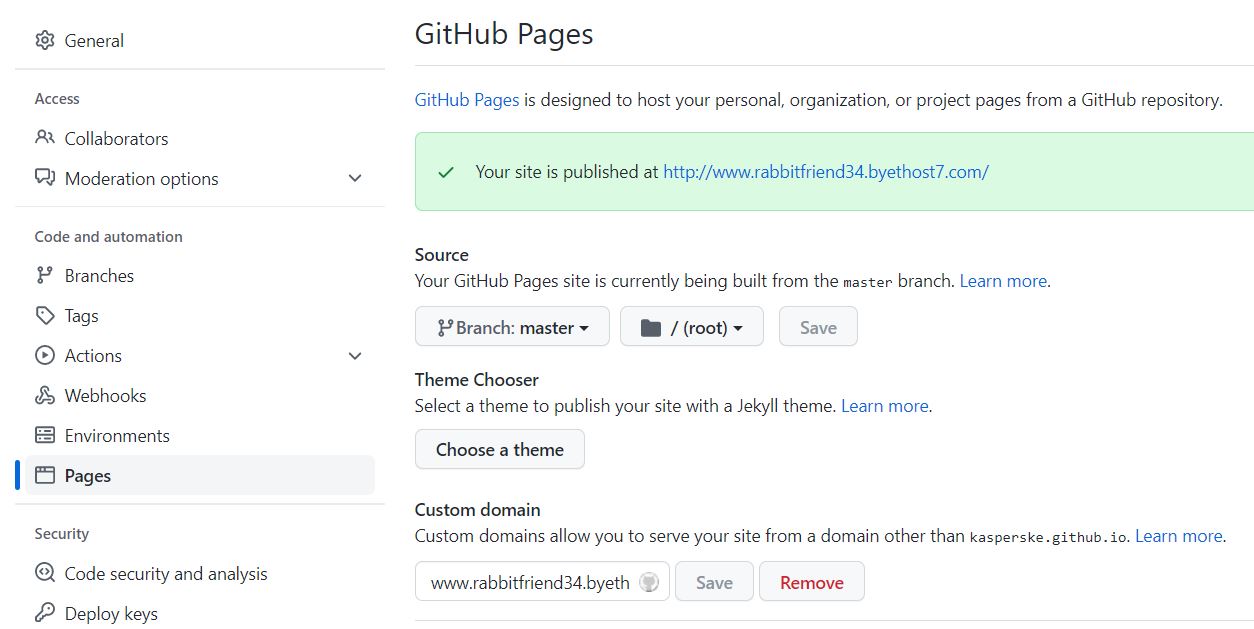 General
Access
Collaborators
Moderation options
Code and automation
Branches
Tags
Actions
Webhooks
Environments
Pages
Security
Code security and analysis
Deploy keys
GitHub Pages
GitHub Pages is designed to host your personal, organization, or project pages from a GitHub repository.
Your site is published at http://www.rabbitfriend34.byethost7.com/
Source
Your GitHub Pages site is currently being built from the master branch. Learn more.
Branch: master / (root) Save
Theme Chooser
Select a theme to publish your site with a Jekyll theme. Learn more.
Choose a theme
Custom domain
Custom domains allow you to serve your site from a domain other than kasperske.github.io. Learn more.
www.rabbitfriend34.byeth Save Remove